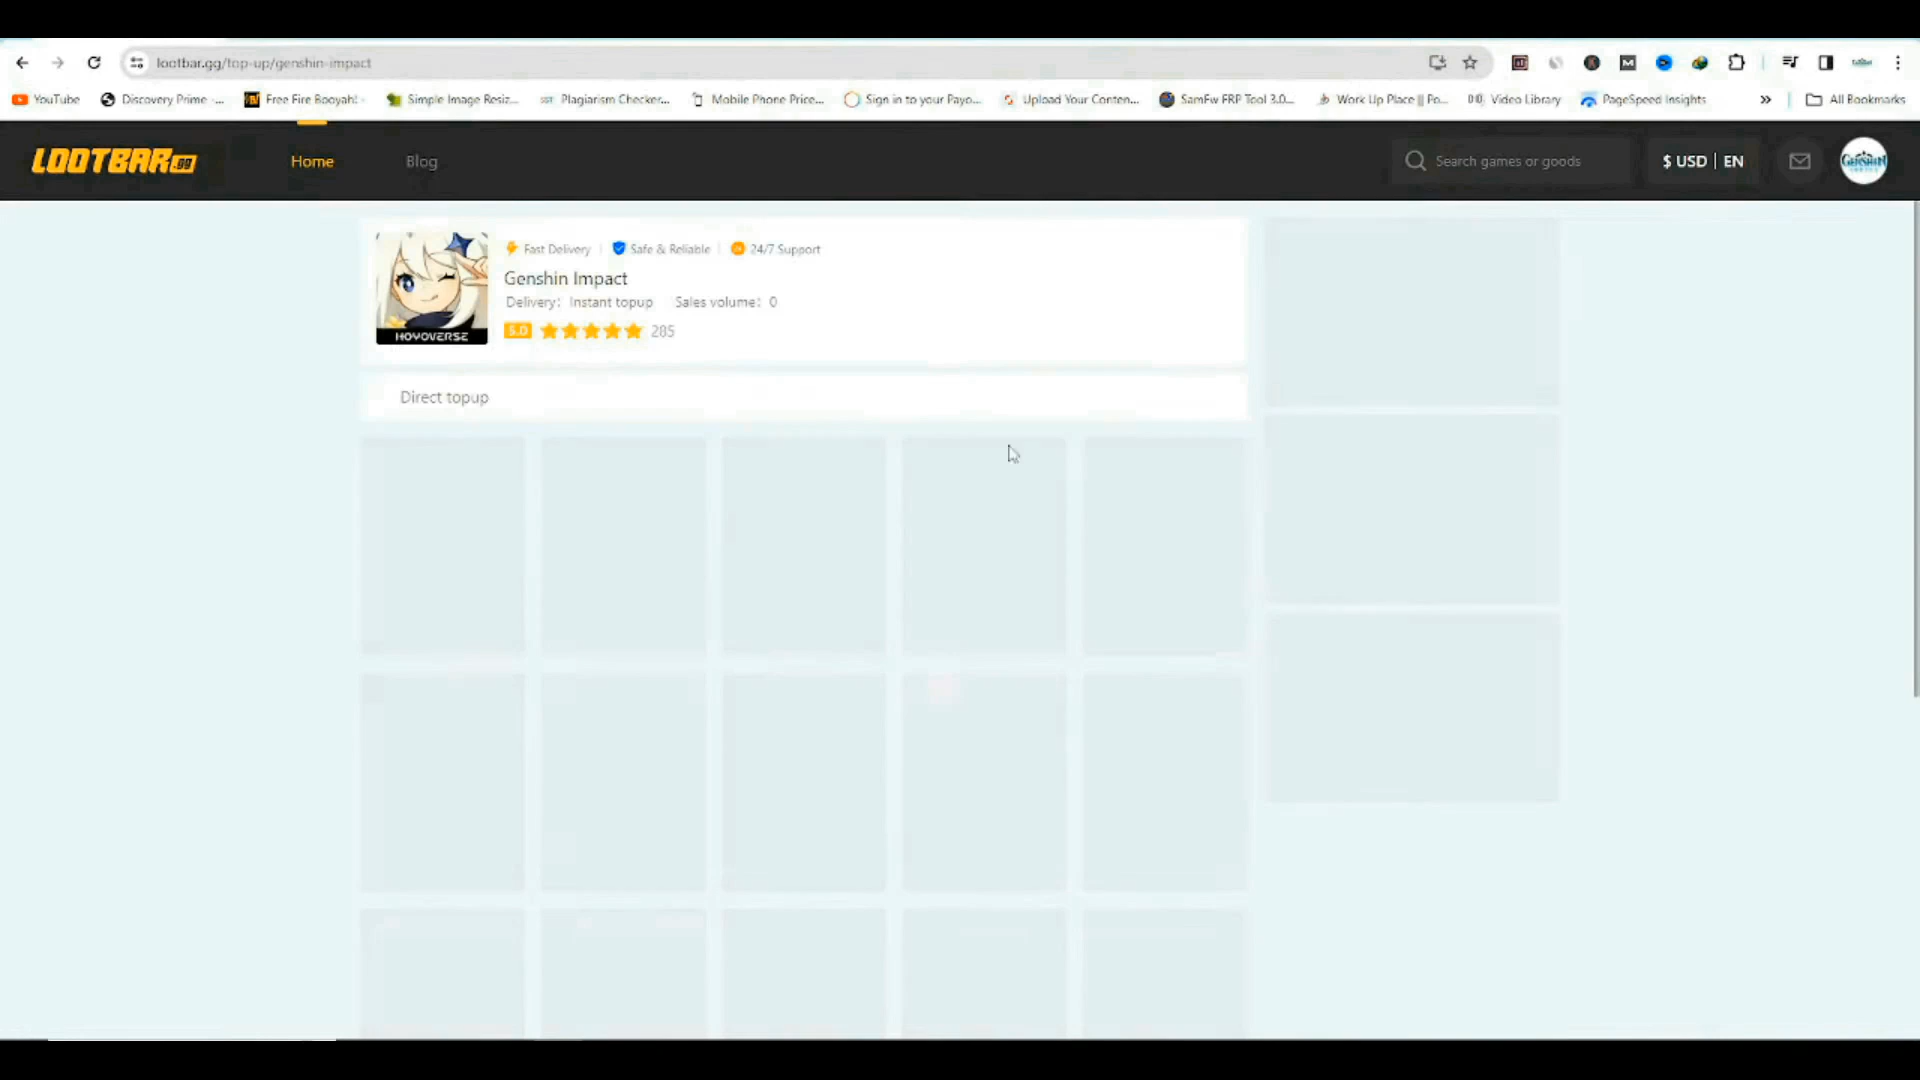 lootbar.gg/top-up/genshin-impact
YouTube Discovery Prime -... Free Fire Booyah! - Simple Image Resiz... Plagiarism Checker... Mobile Phone Price... Sign in to your Payo... Upload Your Conten... SamFw FRP Tool 3.0... Work Up Place || Po... Video Library PageSpeed Insights » All Bookmarks
LOOTBAR.gg Home Blog Search games or goods $ USD | EN GENSHIN
Fast Delivery | Safe & Reliable | 24/7 Support
Genshin Impact
Delivery: Instant topup Sales volume: 0
HOYOVERSE 5.0 285
Direct topup